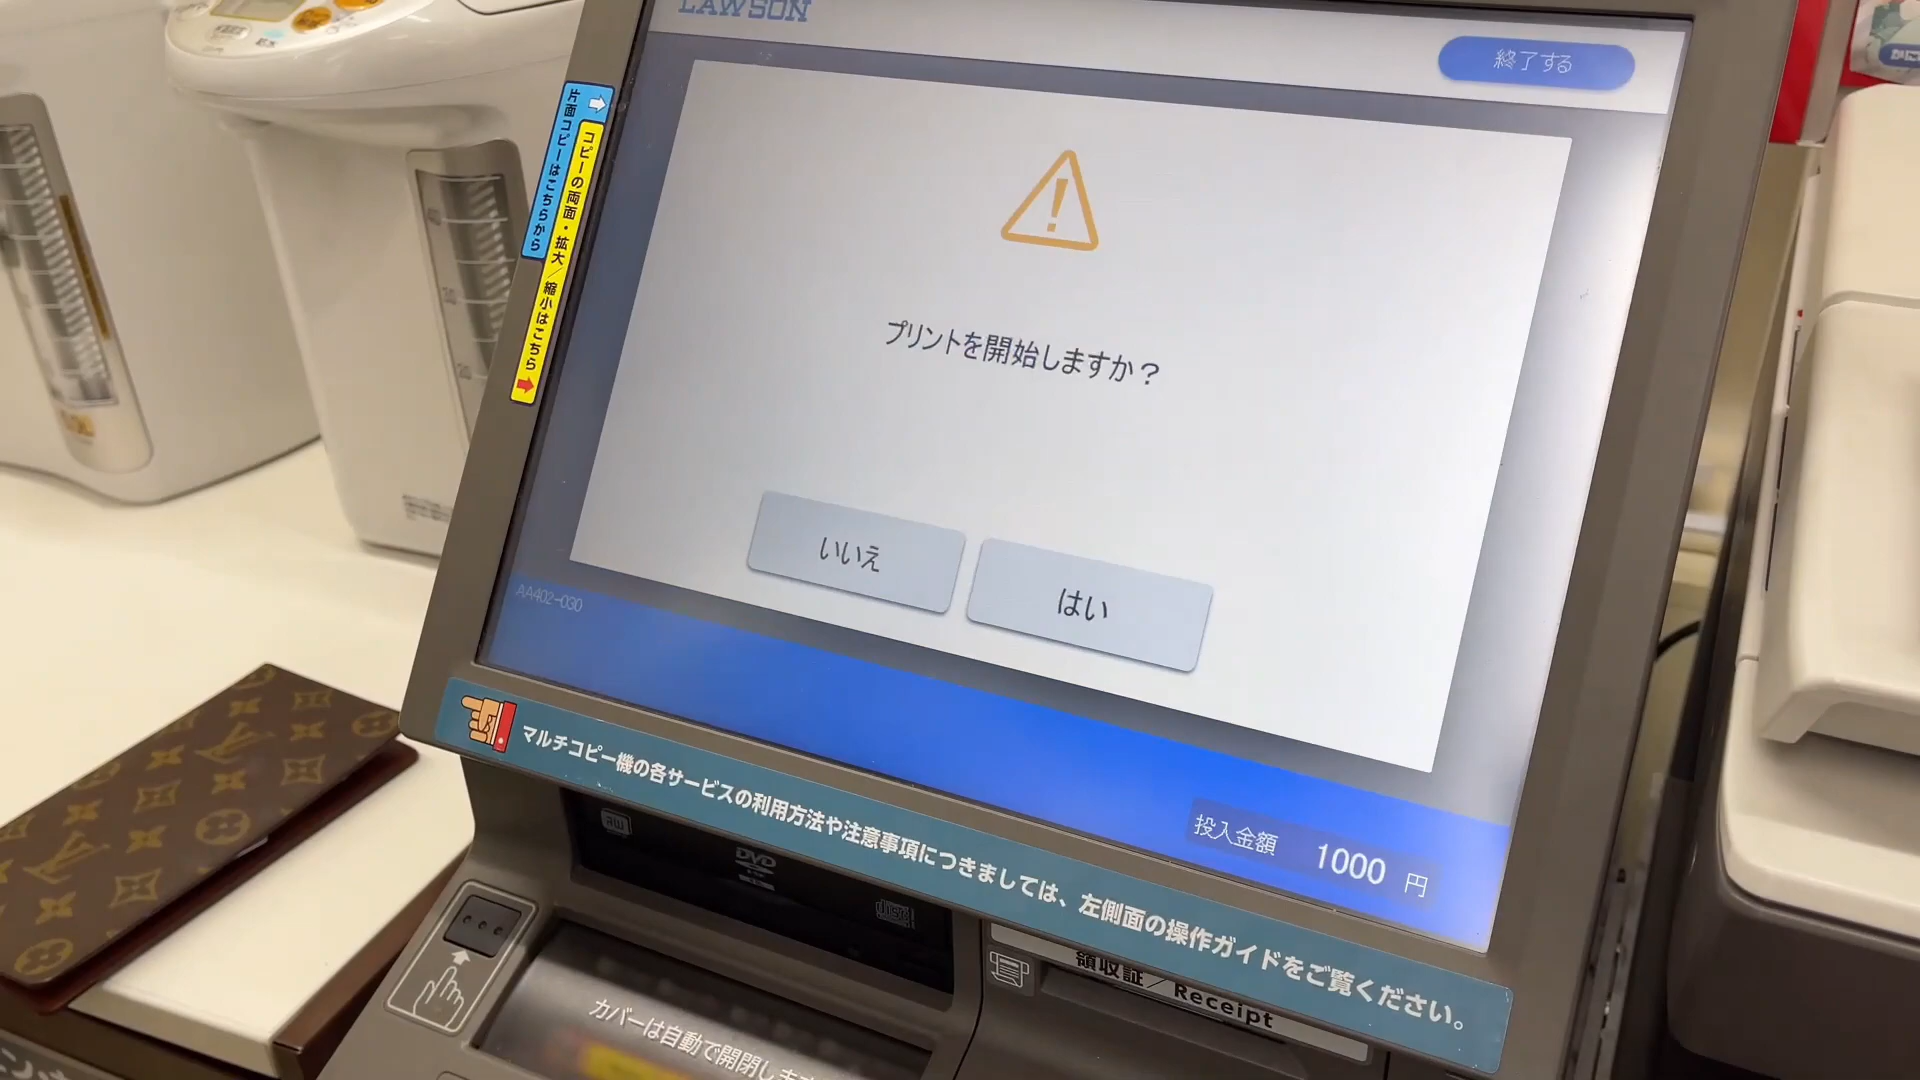 LAWSON
終了する
片面コピーはこちらから
コピーの両面・拡大/縮小はこちら
プリントを開始しますか?
いいえ
はい
AA402-030
投入金額 1000 円
マルチコピー機の各サービスの利用方法や注意事項につきましては、左側面の操作ガイドをご覧ください。
RW
DVD
領収証/Receipt
カバーは自動で開閉しま